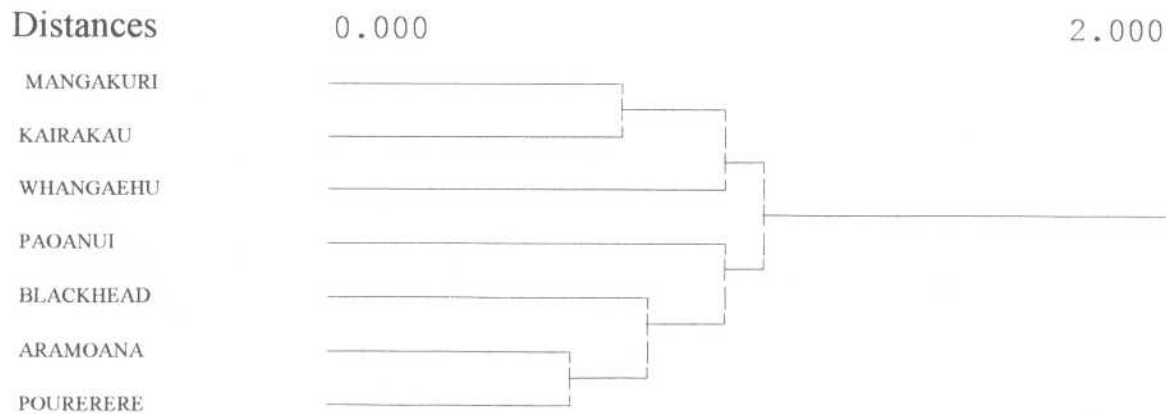 Distances 0.000 2.000
MANGAKURI
KAIRAKAU
WHANGAEHU
PAOANUI
BLACKHEAD
ARAMOANA
POURERERE